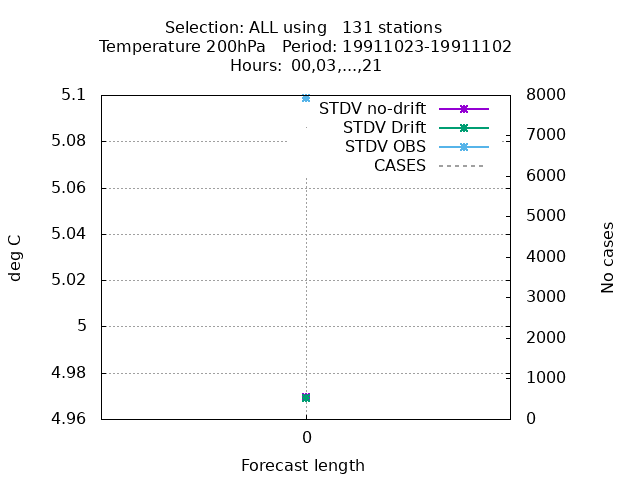 Selection: ALL using   131 stations
Temperature 200hPa   Period: 19911023-19911102
Hours:  00,03,...,21
STDV no-drift
STDV Drift
STDV OBS
CASES
5.1
5.08
5.06
5.04
5.02
5
4.98
4.96
8000
7000
6000
5000
4000
3000
2000
1000
0
deg C
No cases
0
Forecast length